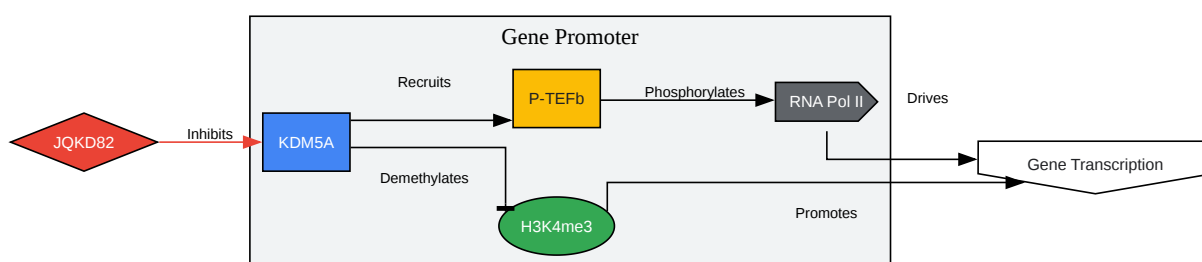 Gene Promoter
Recruits
P-TEFb
Phosphorylates
RNA Pol II
Drives
JQKD82
Inhibits
KDM5A
Demethylates
H3K4me3
Promotes
Gene Transcription